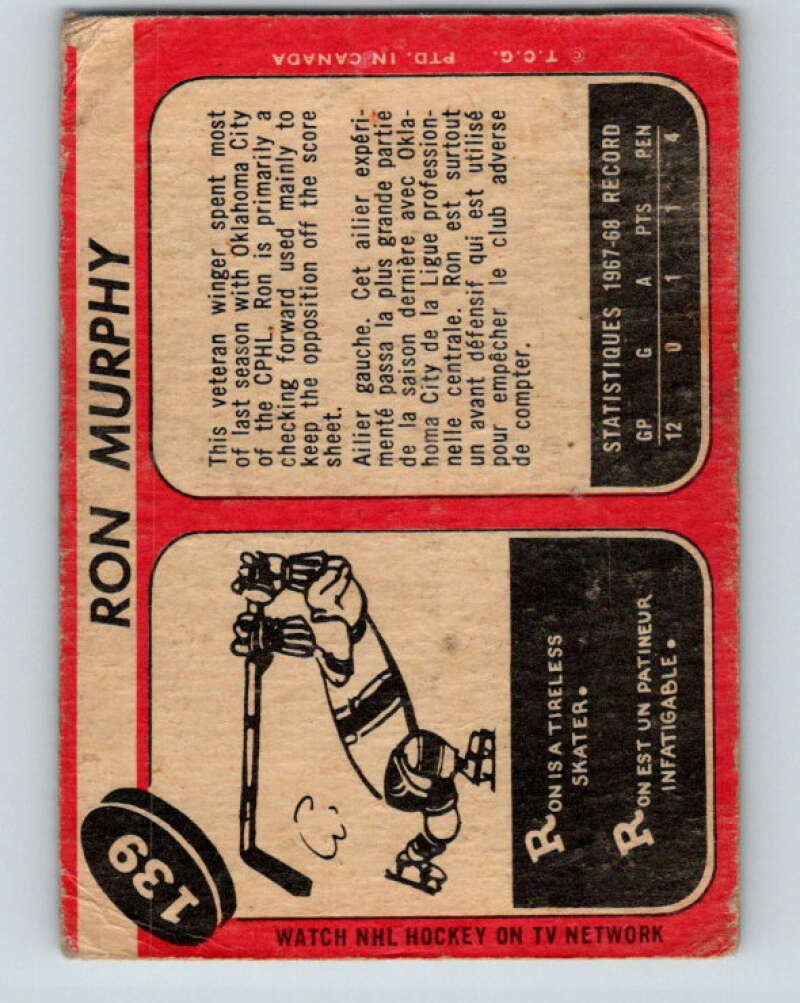 139
RON MURPHY
This veteran winger spent most
of last season with Oklahoma City
of the CPHL. Ron is primarily a
checking forward used mainly to
keep the opposition off the score
sheet.
Ailier gauche. Cet ailier expéri-
menté passa la plus grande partie
de la saison dernière avec Okla-
homa City de la Ligue profession-
nelle centrale. Ron est surtout
un avant défensif qui est utilisé
pour empêcher le club adverse
de compter.
STATISTIQUES 1967-68 RECORD
GP G A PTS PEN
12 0 1 1 4
RON IS A TIRELESS
SKATER.
RON EST UN PATINEUR
INFATIGABLE.
WATCH NHL HOCKEY ON TV NETWORK
© T.C.G. PTD. IN CANADA